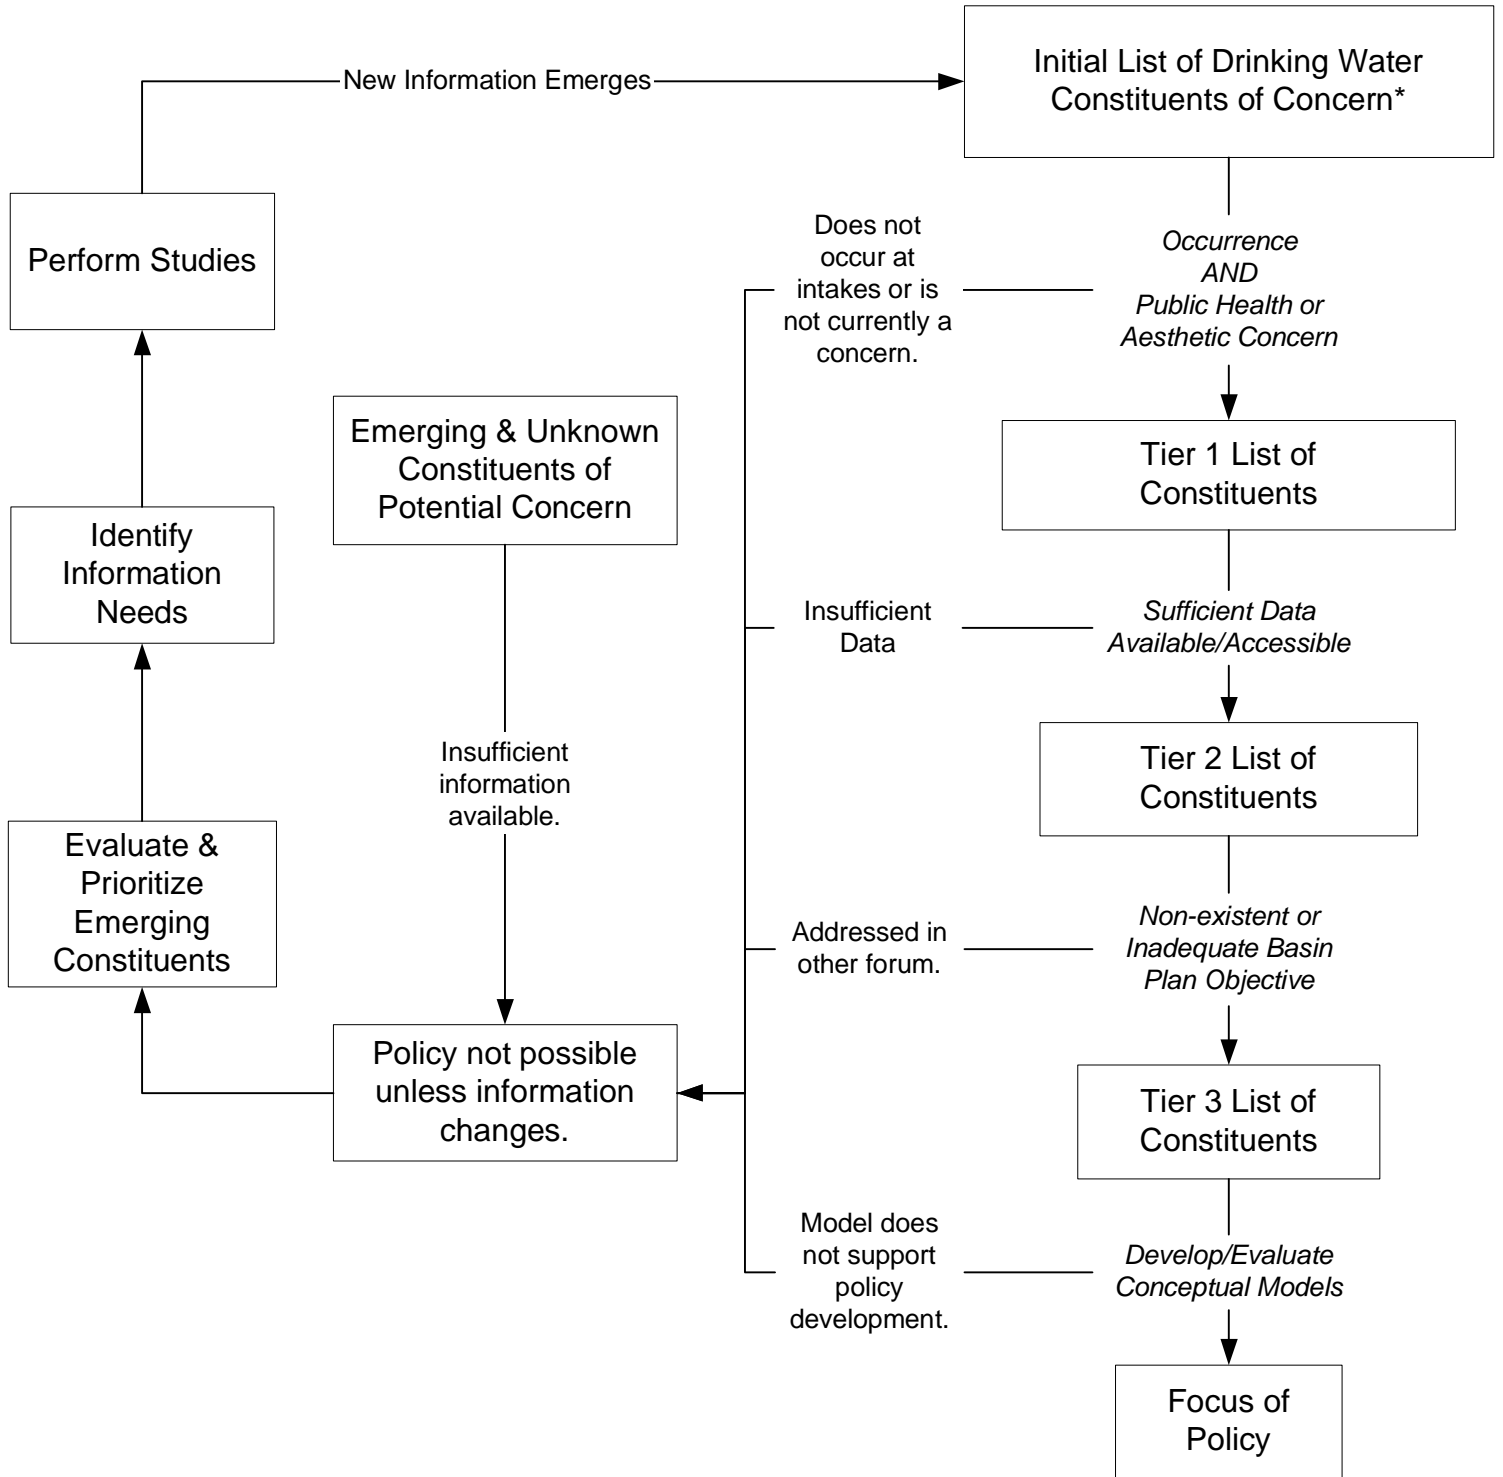 New Information Emerges
Initial List of Drinking Water
Constituents of Concern*
Perform Studies
Does not
occur at
intakes or is
not currently a
concern.
Occurrence
AND
Public Health or
Aesthetic Concern
Emerging & Unknown
Constituents of
Potential Concern
Tier 1 List of
Constituents
Identify
Information
Needs
Insufficient
Data
Sufficient Data
Available/Accessible
Insufficient
information
available.
Tier 2 List of
Constituents
Evaluate &
Prioritize
Emerging
Constituents
Addressed in
other forum.
Non-existent or
Inadequate Basin
Plan Objective
Policy not possible
unless information
changes.
Tier 3 List of
Constituents
Model does
not support
policy
development.
Develop/Evaluate
Conceptual Models
Focus of
Policy